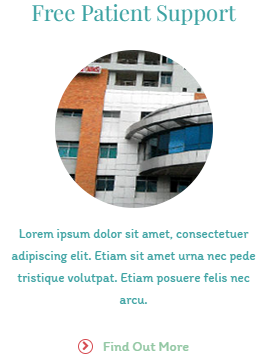 Free Patient Support
Lorem ipsum dolor sit amet, consectetuer
adipiscing elit. Etiam sit amet urna nec pede
tristique volutpat. Etiam posuere felis nec
arcu.
Find Out More